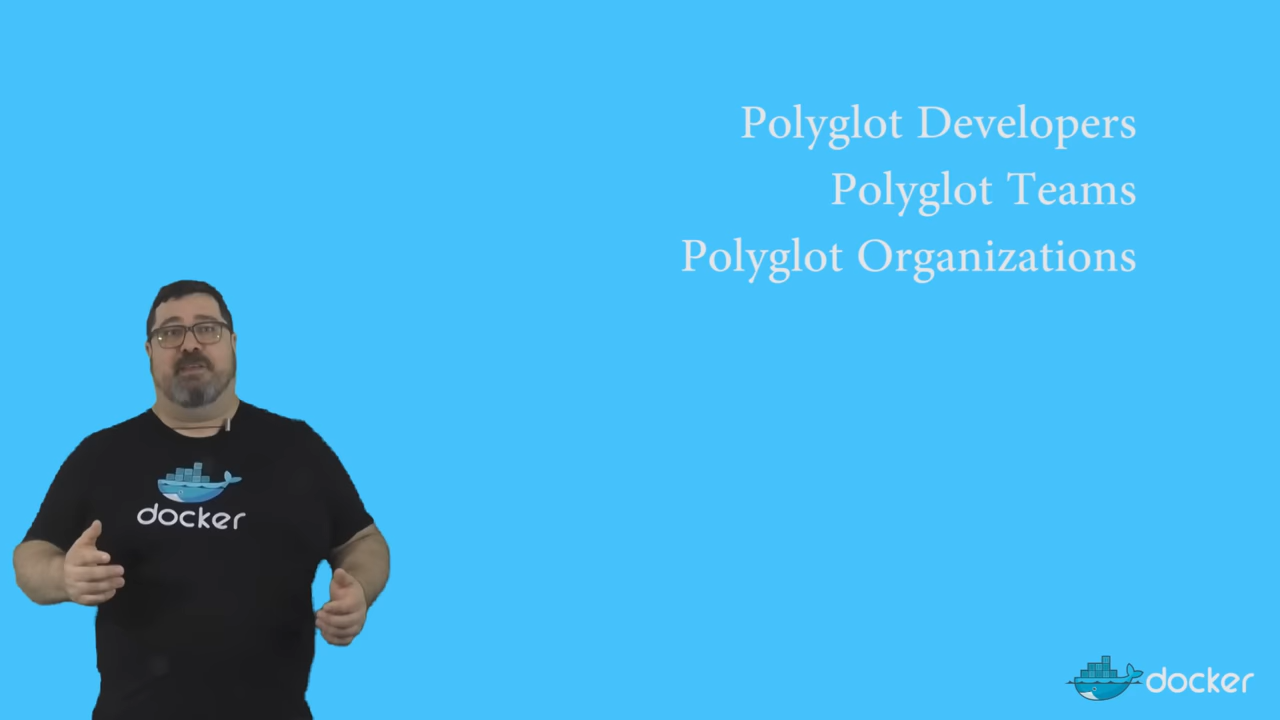 Polyglot Developers
Polyglot Teams
Polyglot Organizations
docker
docker